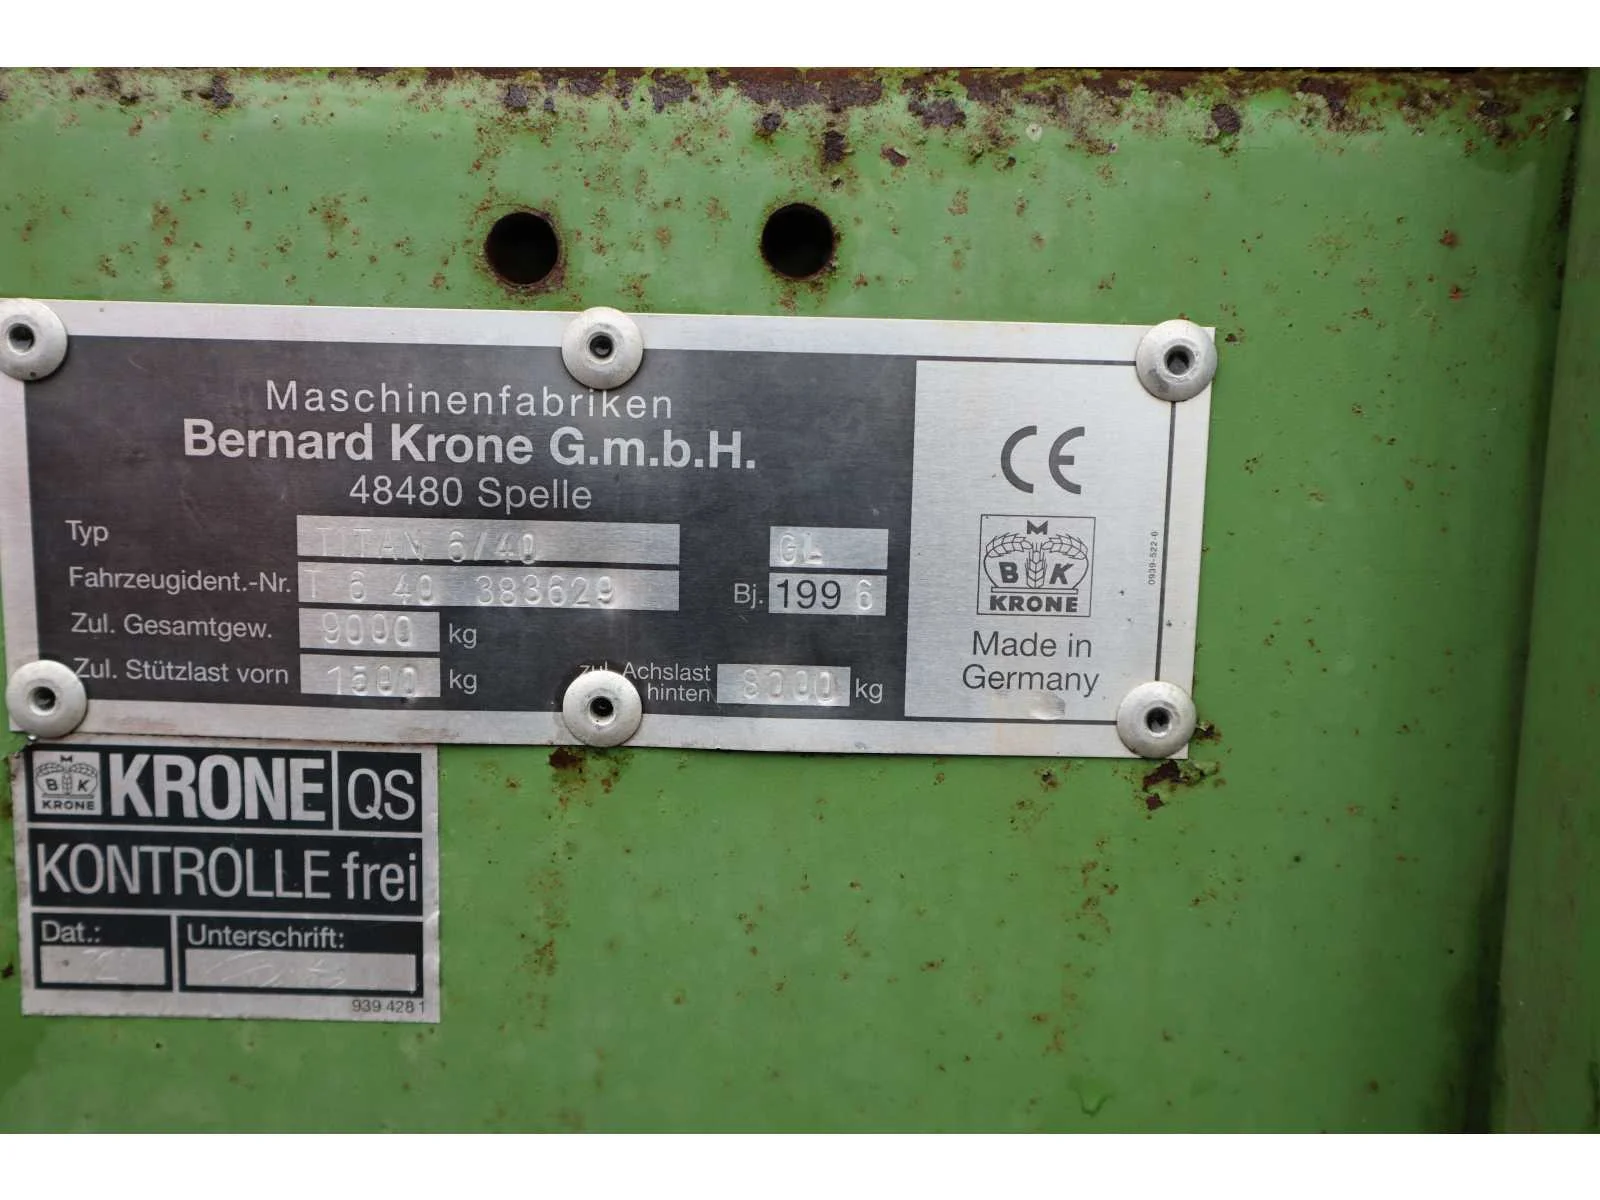 Maschinenfabriken
Bernard Krone G.m.b.H.
48480 Spelle
Typ TITAN 6/40 GL
Fahrzeugident.-Nr. T 6 40 383629 Bj. 1996
Zul. Gesamtgew. 9000 kg
Zul. Stützlast vorn 1500 kg zul. Achslast hinten 8000 kg
CE
M
B K
KRONE
Made in
Germany
0939-522-6
M
B K
KRONE
KRONE QS
KONTROLLE frei
Dat.: Unterschrift:
939 428 1